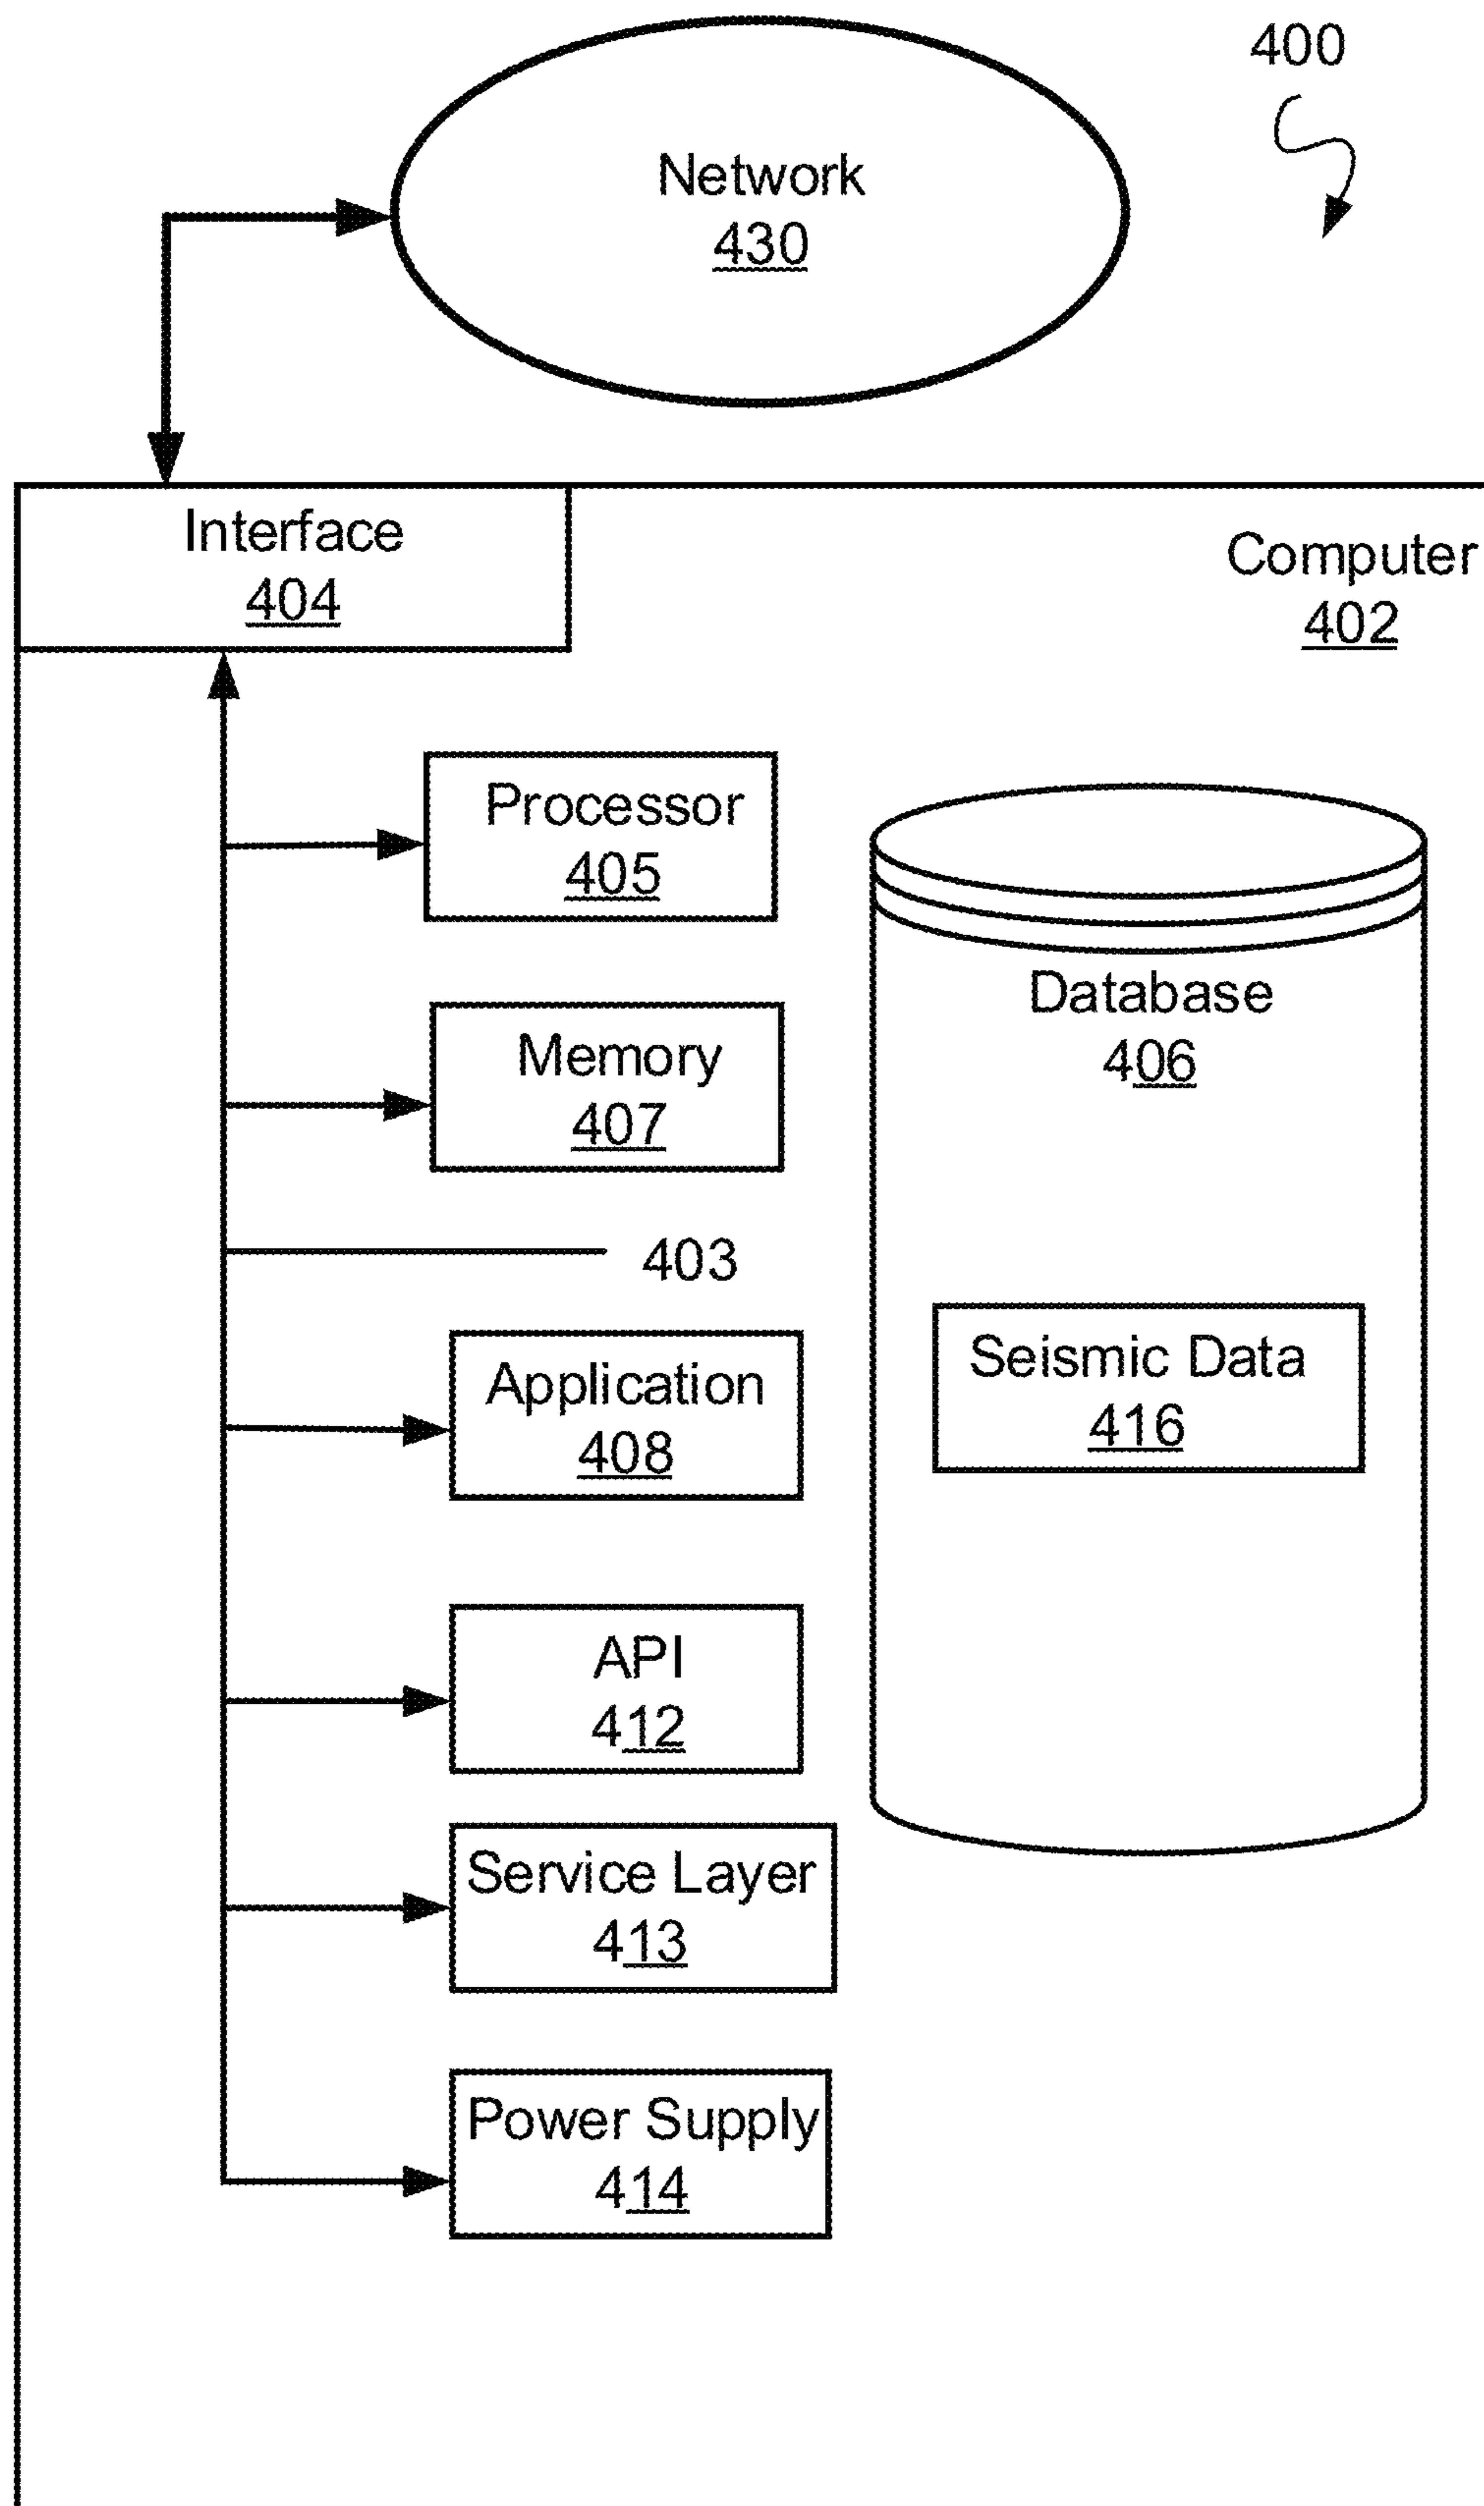 400
Network
430
Interface
404
Computer
402
Processor
405
Database
406
Memory
407
403
Seismic Data
416
Application
408
API
412
Service Layer
413
Power Supply
414